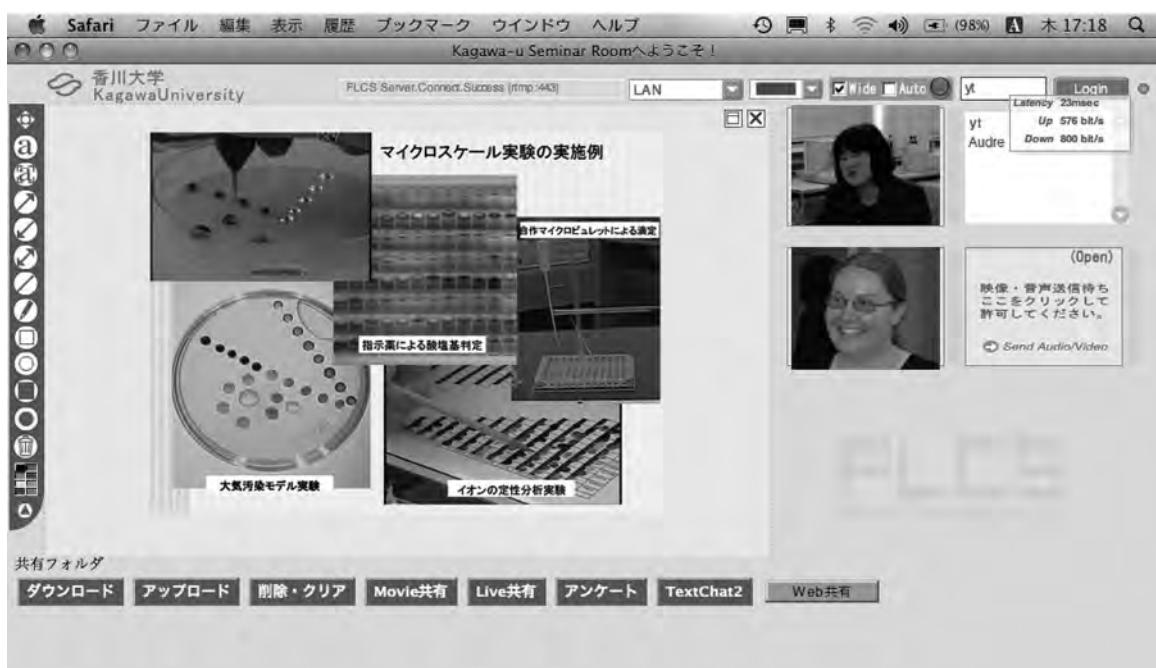 Safari ファイル 編集 表示 履歴 ブックマーク ウインドウ ヘルプ (98%) A 木 17:18
Kagawa-u Seminar Roomへようこそ!
香川大学
KagawaUniversity
FLCS Server.Connect.Success (rtmp:443)
LAN
Wide
Auto
yt
Login
Latency 23msec
Up 576 bit/s
Down 800 bit/s
yt
Audre
マイクロスケール実験の実施例
自作マイクロビュレットによる滴定
指示薬による酸塩基判定
大気汚染モデル実験
イオンの定性分析実験
(Open)
映像・音声送信待ち
ここをクリックして
許可してください。
Send Audio/Video
FLCS
共有フォルダ
ダウンロード アップロード 削除・クリア Movie共有 Live共有 アンケート TextChat2 Web共有